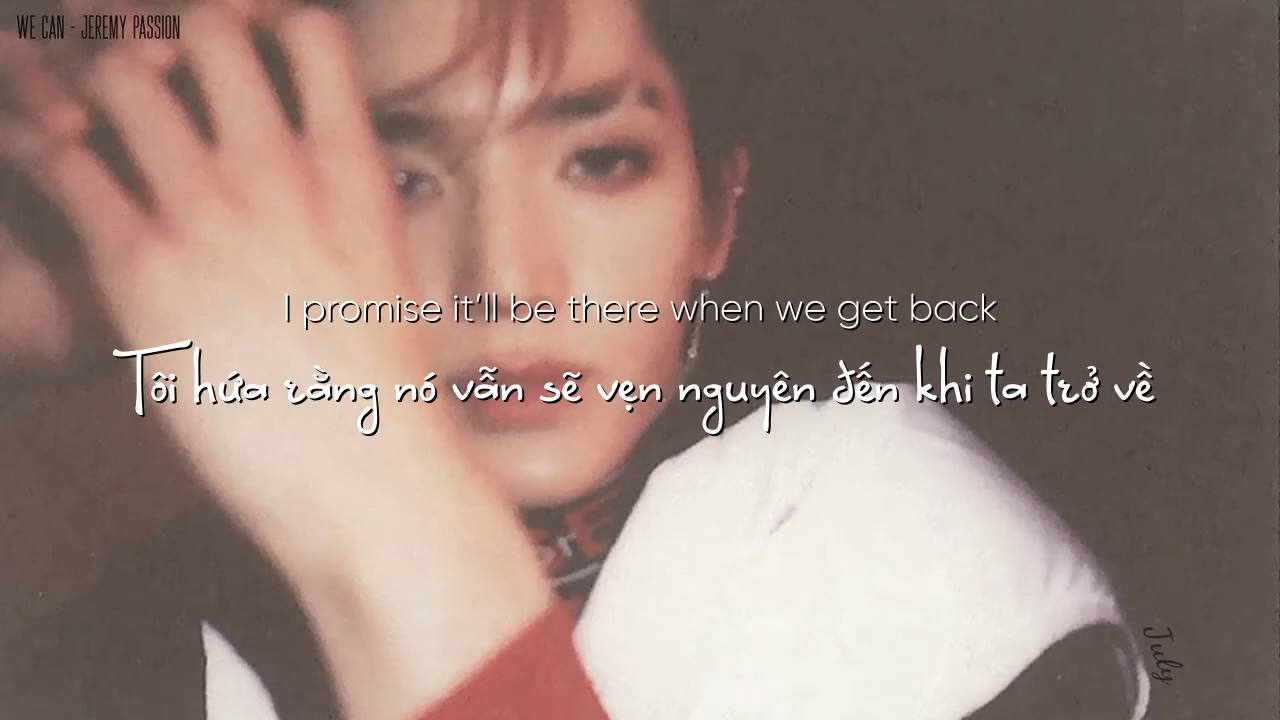 WE CAN - JEREMY PASSION
I promise it'll be there when we get back
Tôi hứa rằng nó vẫn sẽ vẹn nguyên đến khi ta trở về
July